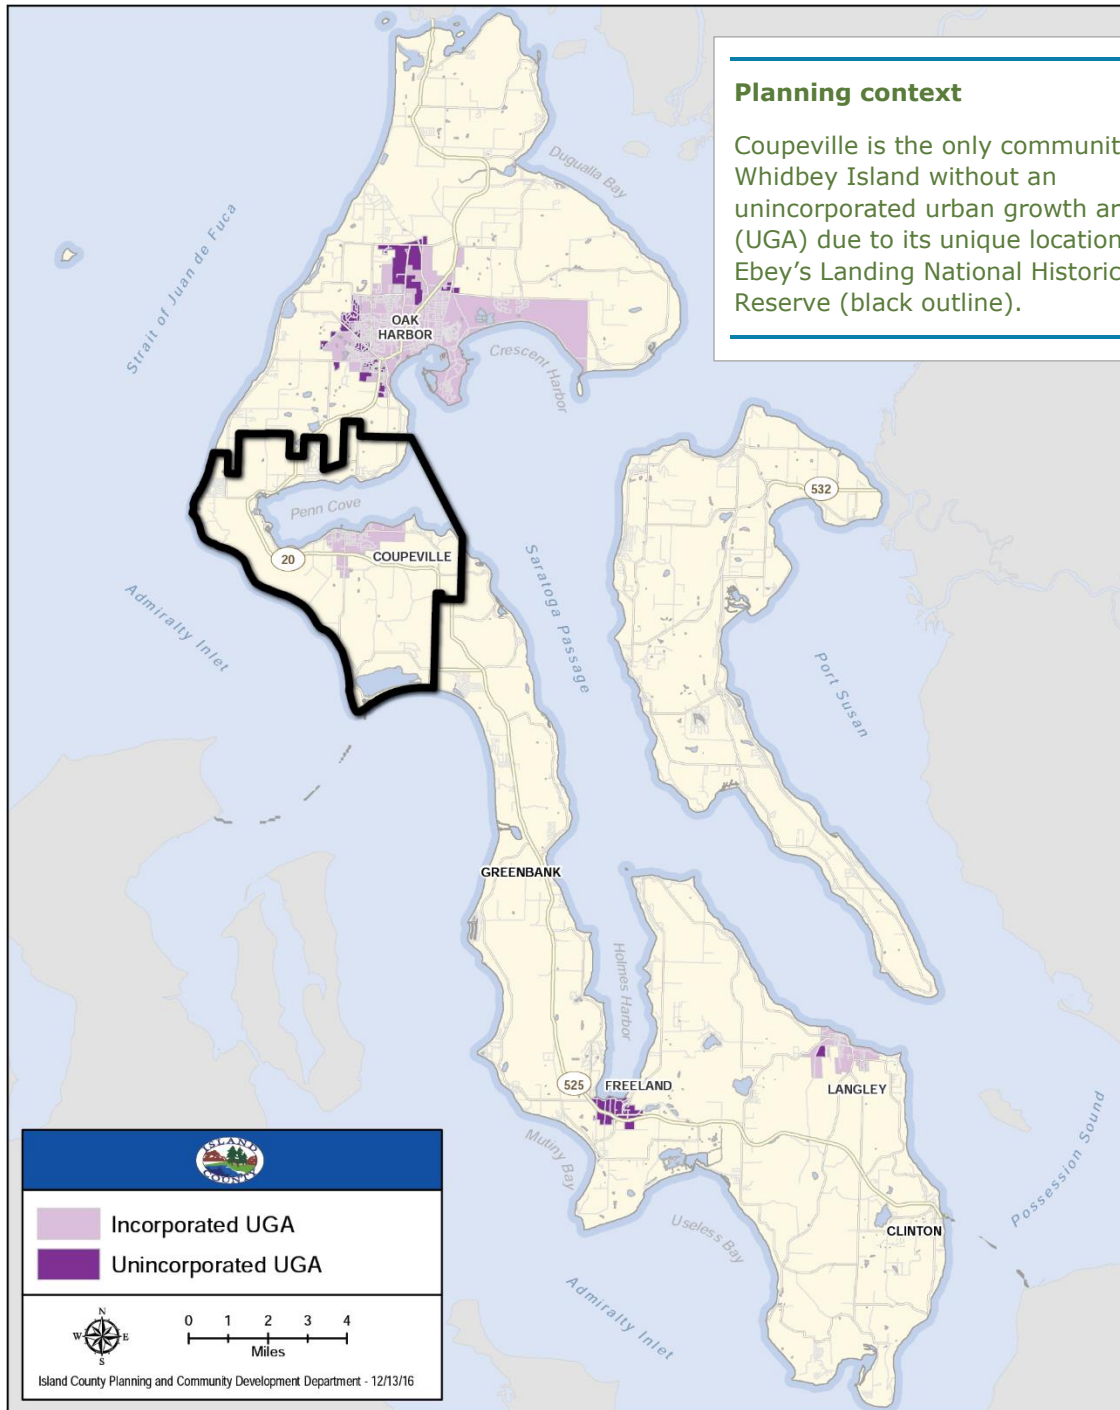 Planning context
Coupeville is the only communit
Whidbey Island without an
unincorporated urban growth ar
(UGA) due to its unique location
Ebey's Landing National Historic
Reserve (black outline).
Dugualla Bay
Strait of Juan de Fuca
OAK
HARBOR
Crescent Harbor
532
Penn Cove
20
COUPEVILLE
Saratoga Passage
Admiralty Inlet
Port Susan
GREENBANK
Holmes Harbor
525
FREELAND
LANGLEY
Mutiny Bay
Possession Sound
Useless Bay
CLINTON
Admiralty Inlet
ISLAND
COUNTY
Incorporated UGA
Unincorporated UGA
N
W E
S
0 1 2 3 4
Miles
Island County Planning and Community Development Department - 12/13/16